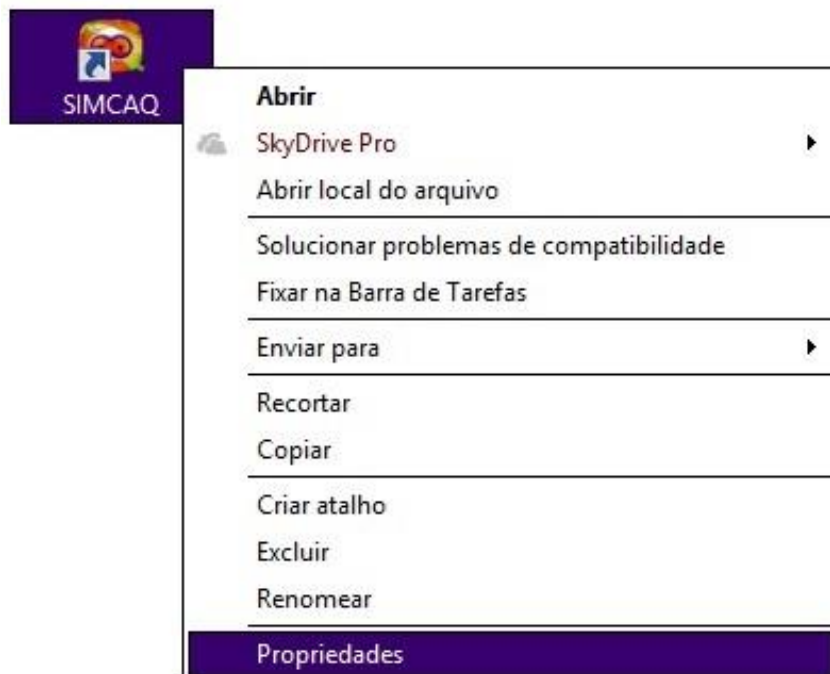 SIMCAQ
Abrir
SkyDrive Pro
Abrir local do arquivo
Solucionar problemas de compatibilidade
Fixar na Barra de Tarefas
Enviar para
Recortar
Copiar
Criar atalho
Excluir
Renomear
Propriedades